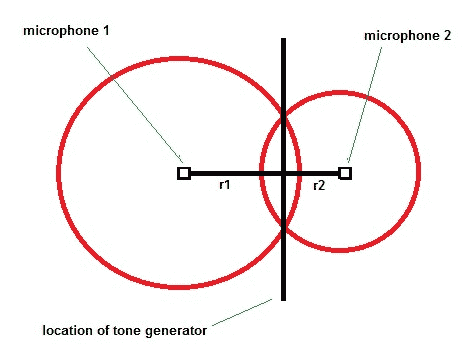 microphone 1
microphone 2
r1
r2
location of tone generator